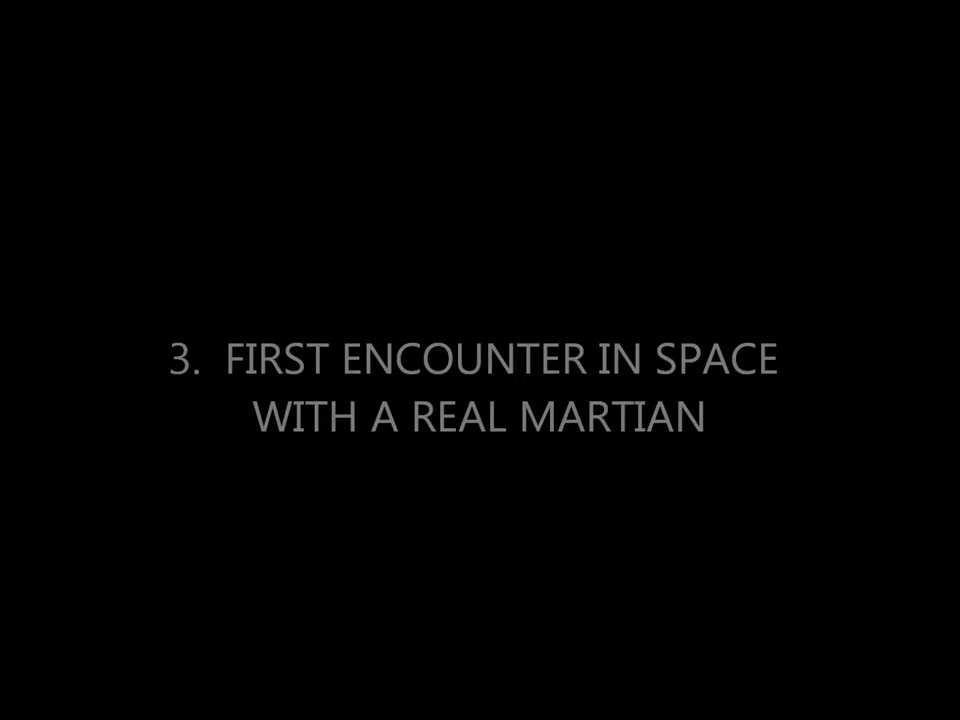 3.  FIRST ENCOUNTER IN SPACE
WITH A REAL MARTIAN